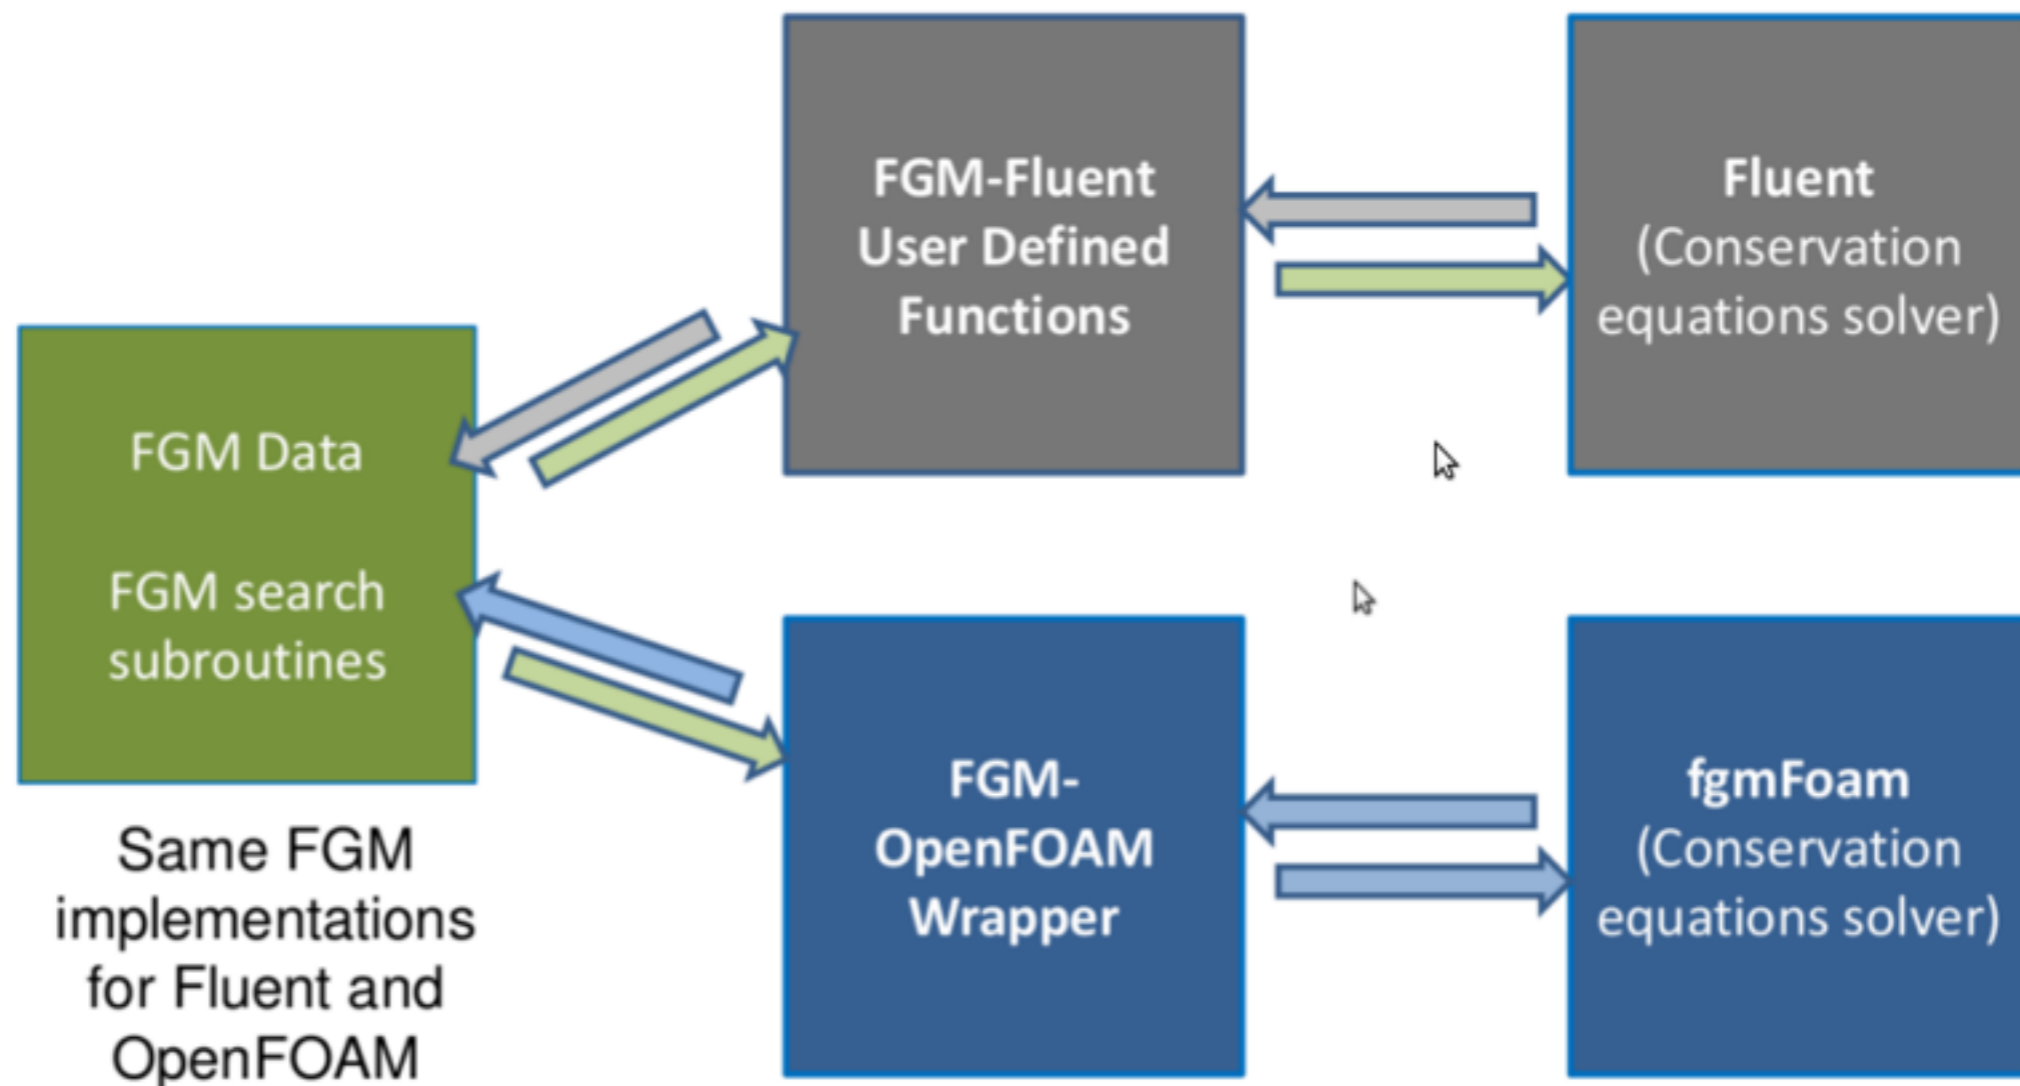 FGM-Fluent
User Defined
Functions
Fluent
(Conservation
equations solver)
FGM Data
FGM search
subroutines
Same FGM
implementations
for Fluent and
OpenFOAM
FGM-
OpenFOAM
Wrapper
fgmFoam
(Conservation
equations solver)